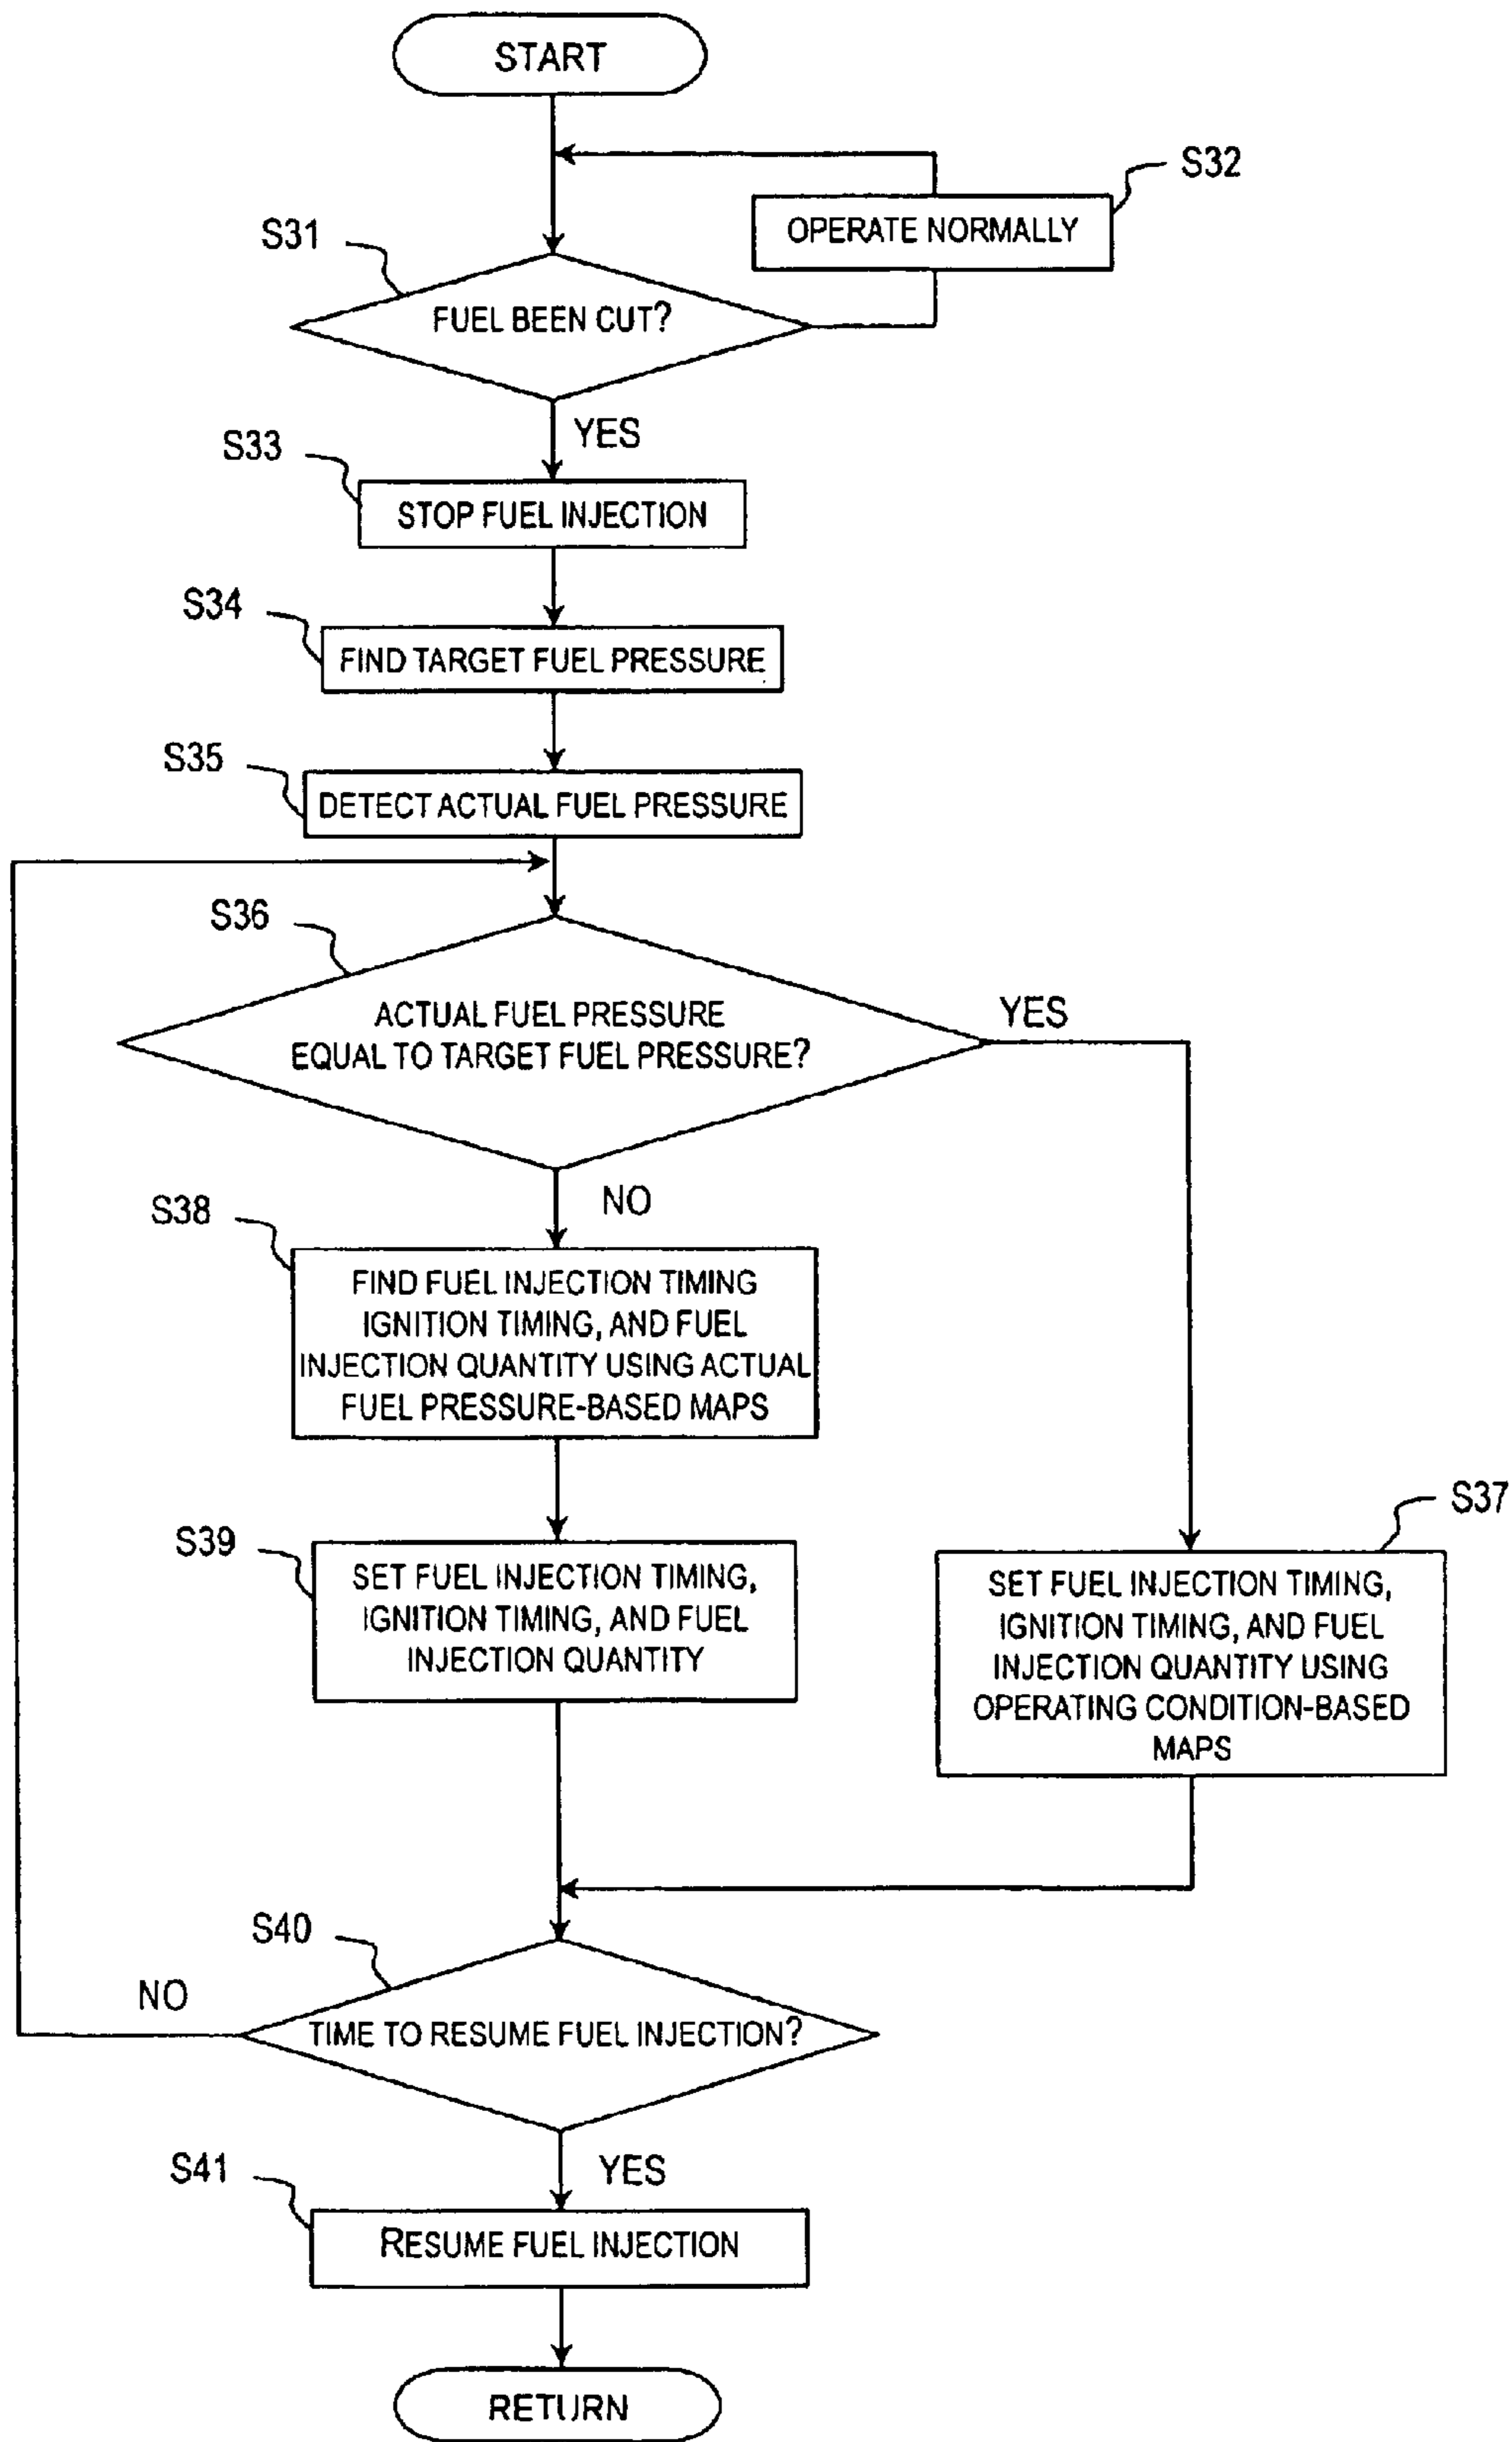 START
S32
OPERATE NORMALLY
S31
FUEL BEEN CUT?
YES
S33
STOP FUEL INJECTION
S34
FIND TARGET FUEL PRESSURE
S35
DETECT ACTUAL FUEL PRESSURE
S36
ACTUAL FUEL PRESSURE
EQUAL TO TARGET FUEL PRESSURE?
YES
NO
S38
FIND FUEL INJECTION TIMING
IGNITION TIMING, AND FUEL
INJECTION QUANTITY USING ACTUAL
FUEL PRESSURE-BASED MAPS
S39
SET FUEL INJECTION TIMING,
IGNITION TIMING, AND FUEL
INJECTION QUANTITY
S37
SET FUEL INJECTION TIMING,
IGNITION TIMING, AND FUEL
INJECTION QUANTITY USING
OPERATING CONDITION-BASED
MAPS
S40
NO
TIME TO RESUME FUEL INJECTION?
YES
S41
RESUME FUEL INJECTION
RETURN